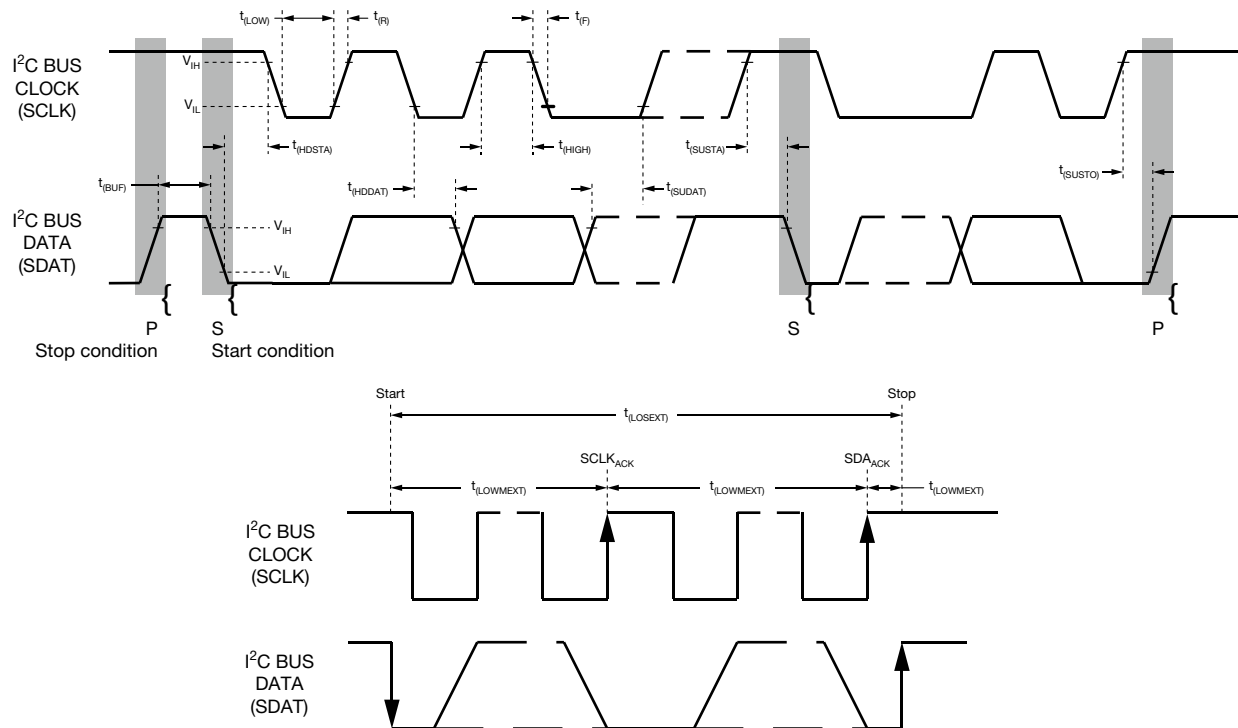 t(LOW)
t(R)
t(F)
I2C BUS
CLOCK
(SCLK)
VIH
VIL
t(HDSTA)
t(HIGH)
t(SUSTA)
t(BUF)
t(HDDAT)
t(SUDAT)
t(SUSTO)
I2C BUS
DATA
(SDAT)
VIH
VIL
{
{
{
{
P
S
S
P
Stop condition
Start condition
Start
Stop
t(LOSEXT)
SCLKACK
SDAACK
t(LOWMEXT)
t(LOWMEXT)
t(LOWMEXT)
I2C BUS
CLOCK
(SCLK)
I2C BUS
DATA
(SDAT)